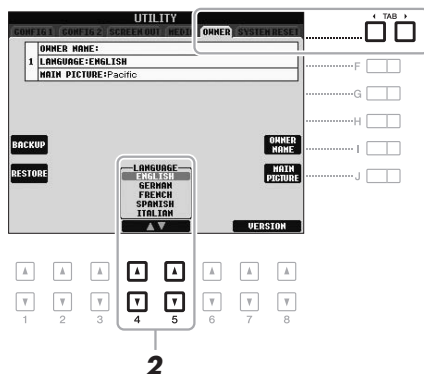 UTILITY
TAB
CONFIG 1 CONFIG 2 SCREEN OUT MEDIA OWNER SYSTEM RESET
OWNER NAME:
1 LANGUAGE:ENGLISH
MAIN PICTURE:Pacific
F
G
H
BACKUP
OWNER NAME
I
RESTORE
MAIN PICTURE
J
LANGUAGE
ENGLISH
GERMAN
FRENCH
SPANISH
ITALIAN
VERSION
1 2 3 4 5 6 7 8
2